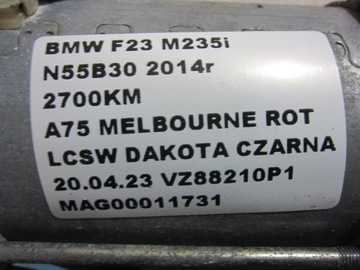 BMW F23 M235i
N55B30 2014r
2700KM
A75 MELBOURNE ROT
LCSW DAKOTA CZARNA
20.04.23 VZ88210P1
MAG00011731